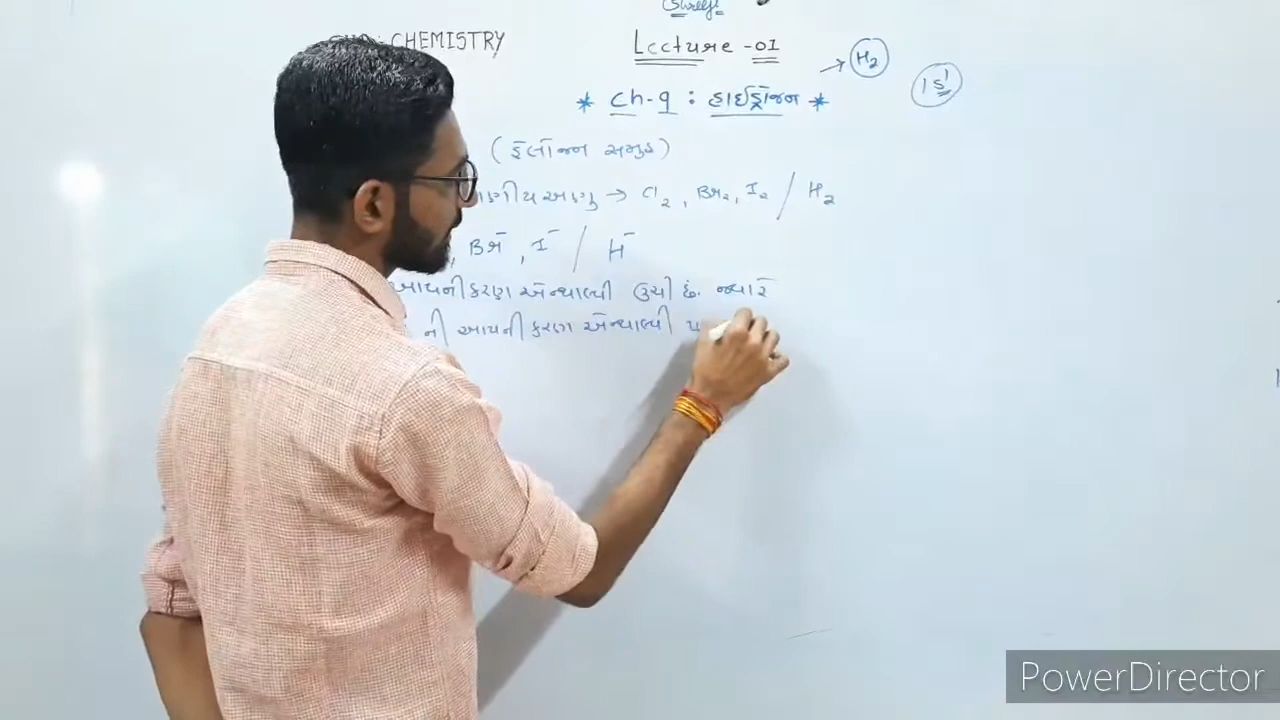 Shreeji
CHEMISTRY
Lecture - 01
→ H2
1s¹
* Ch-9 : હાઈડ્રોજન *
(હેલોજન સમુહ)
અણુ → Cl2, Br2, I2 / H2
, Br⁻, I⁻ / H⁻
આયનીકરણ એન્થાલ્પી ઉંચી છે. જ્યારે
ની આયનીકરણ એન્થાલ્પી પ
PowerDirector